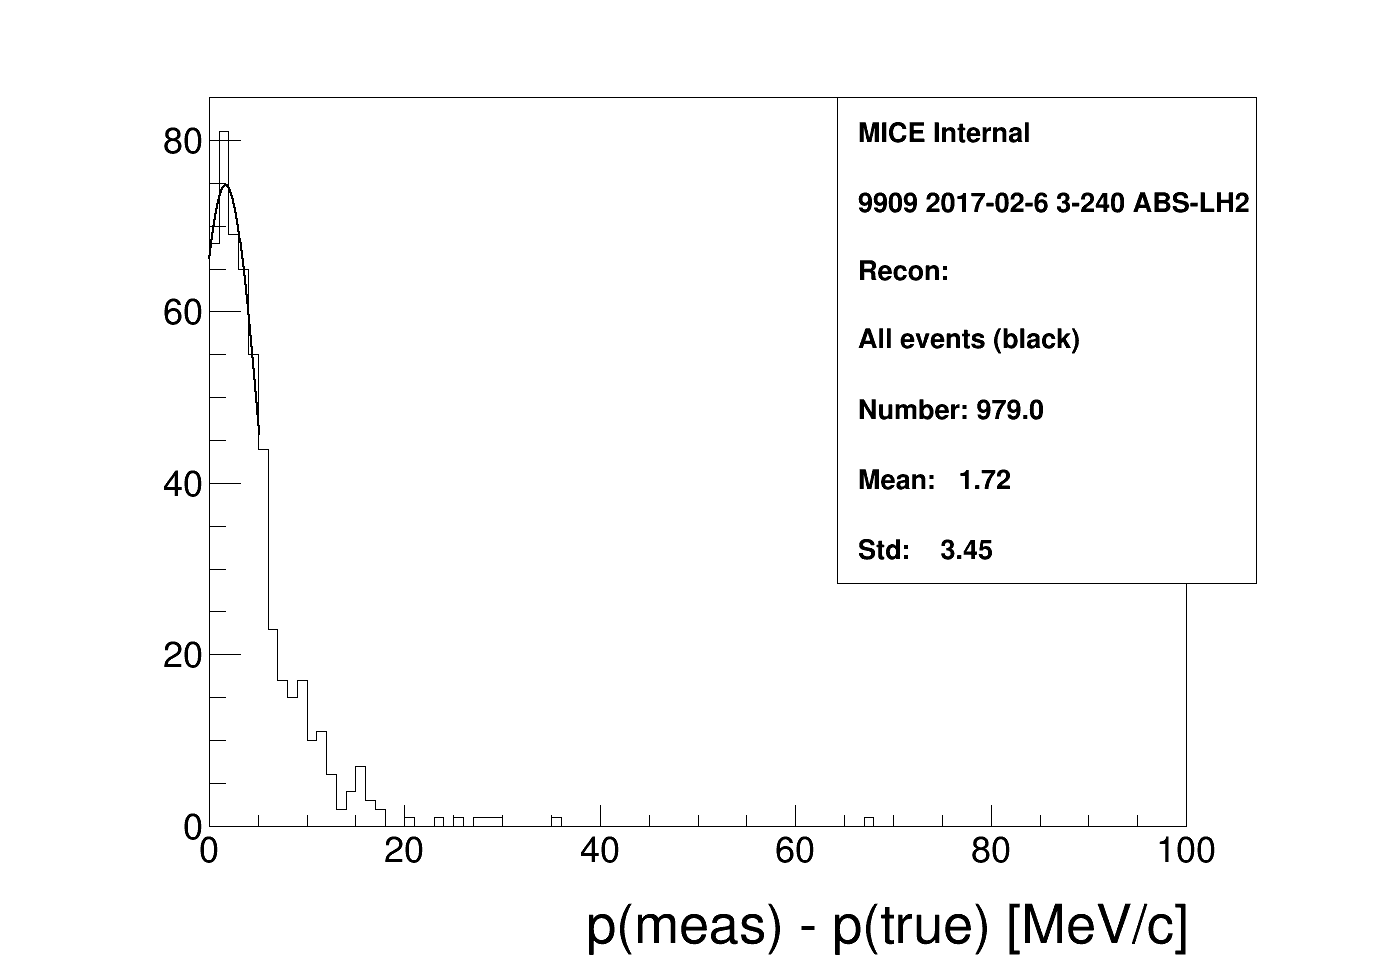 80
60
40
20
0
0 20 40 60 80 100
p(meas) - p(true) [MeV/c]
MICE Internal
9909 2017-02-6 3-240 ABS-LH2
Recon:
All events (black)
Number: 979.0
Mean: 1.72
Std: 3.45